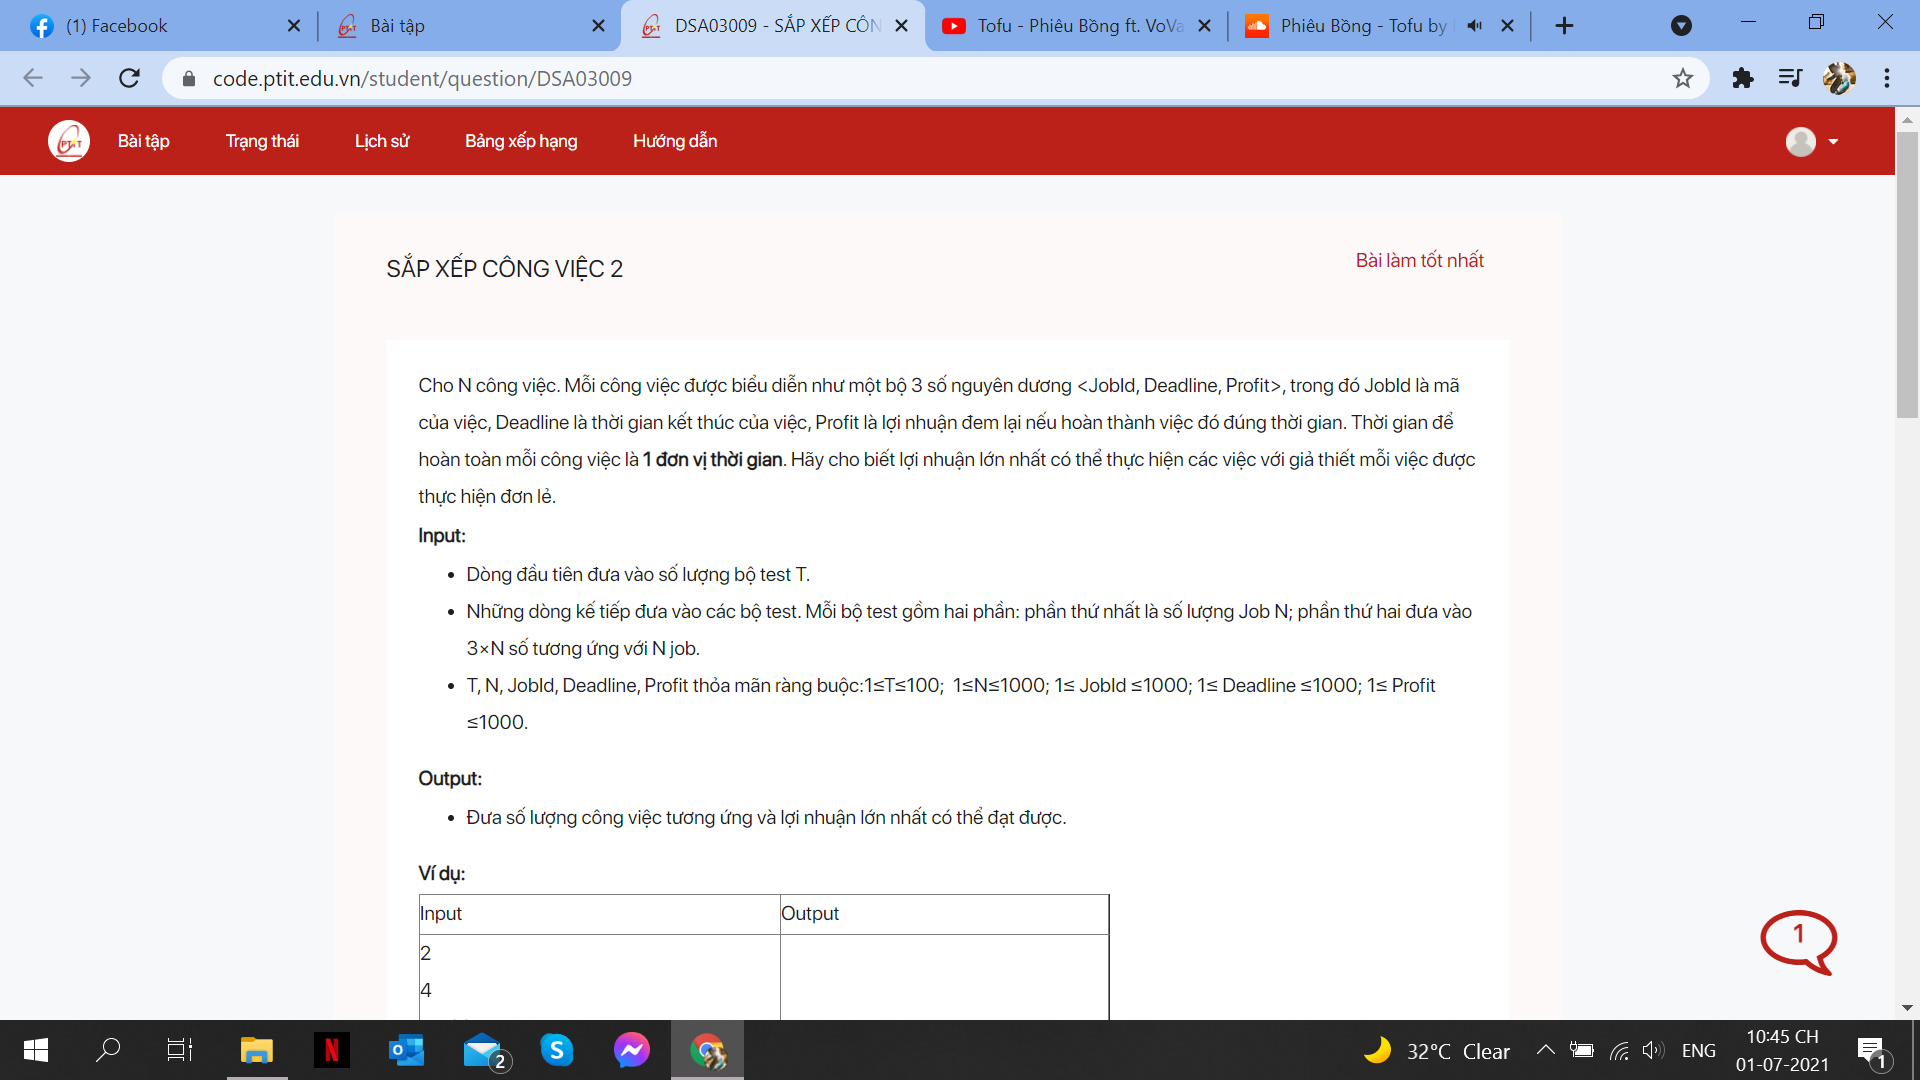 (1) Facebook
Bài tập
DSA03009 - SẮP XẾP CÔN
Tofu - Phiêu Bồng ft. VoVa
Phiêu Bồng - Tofu by
code.ptit.edu.vn/student/question/DSA03009
PTIT
Bài tập
Trạng thái
Lịch sử
Bảng xếp hạng
Hướng dẫn
SẮP XẾP CÔNG VIỆC 2
Bài làm tốt nhất
Cho N công việc. Mỗi công việc được biểu diễn như một bộ 3 số nguyên dương <JobId, Deadline, Profit>, trong đó JobId là mã
của việc, Deadline là thời gian kết thúc của việc, Profit là lợi nhuận đem lại nếu hoàn thành việc đó đúng thời gian. Thời gian để
hoàn toàn mỗi công việc là 1 đơn vị thời gian. Hãy cho biết lợi nhuận lớn nhất có thể thực hiện các việc với giả thiết mỗi việc được
thực hiện đơn lẻ.
Input:
• Dòng đầu tiên đưa vào số lượng bộ test T.
• Những dòng kế tiếp đưa vào các bộ test. Mỗi bộ test gồm hai phần: phần thứ nhất là số lượng Job N; phần thứ hai đưa vào
3×N số tương ứng với N job.
• T, N, JobId, Deadline, Profit thỏa mãn ràng buộc:1≤T≤100; 1≤N≤1000; 1≤ JobId ≤1000; 1≤ Deadline ≤1000; 1≤ Profit
≤1000.
Output:
• Đưa số lượng công việc tương ứng và lợi nhuận lớn nhất có thể đạt được.
Ví dụ:
Input
Output
2
4
1
2
32°C Clear
ENG
10:45 CH
01-07-2021
1